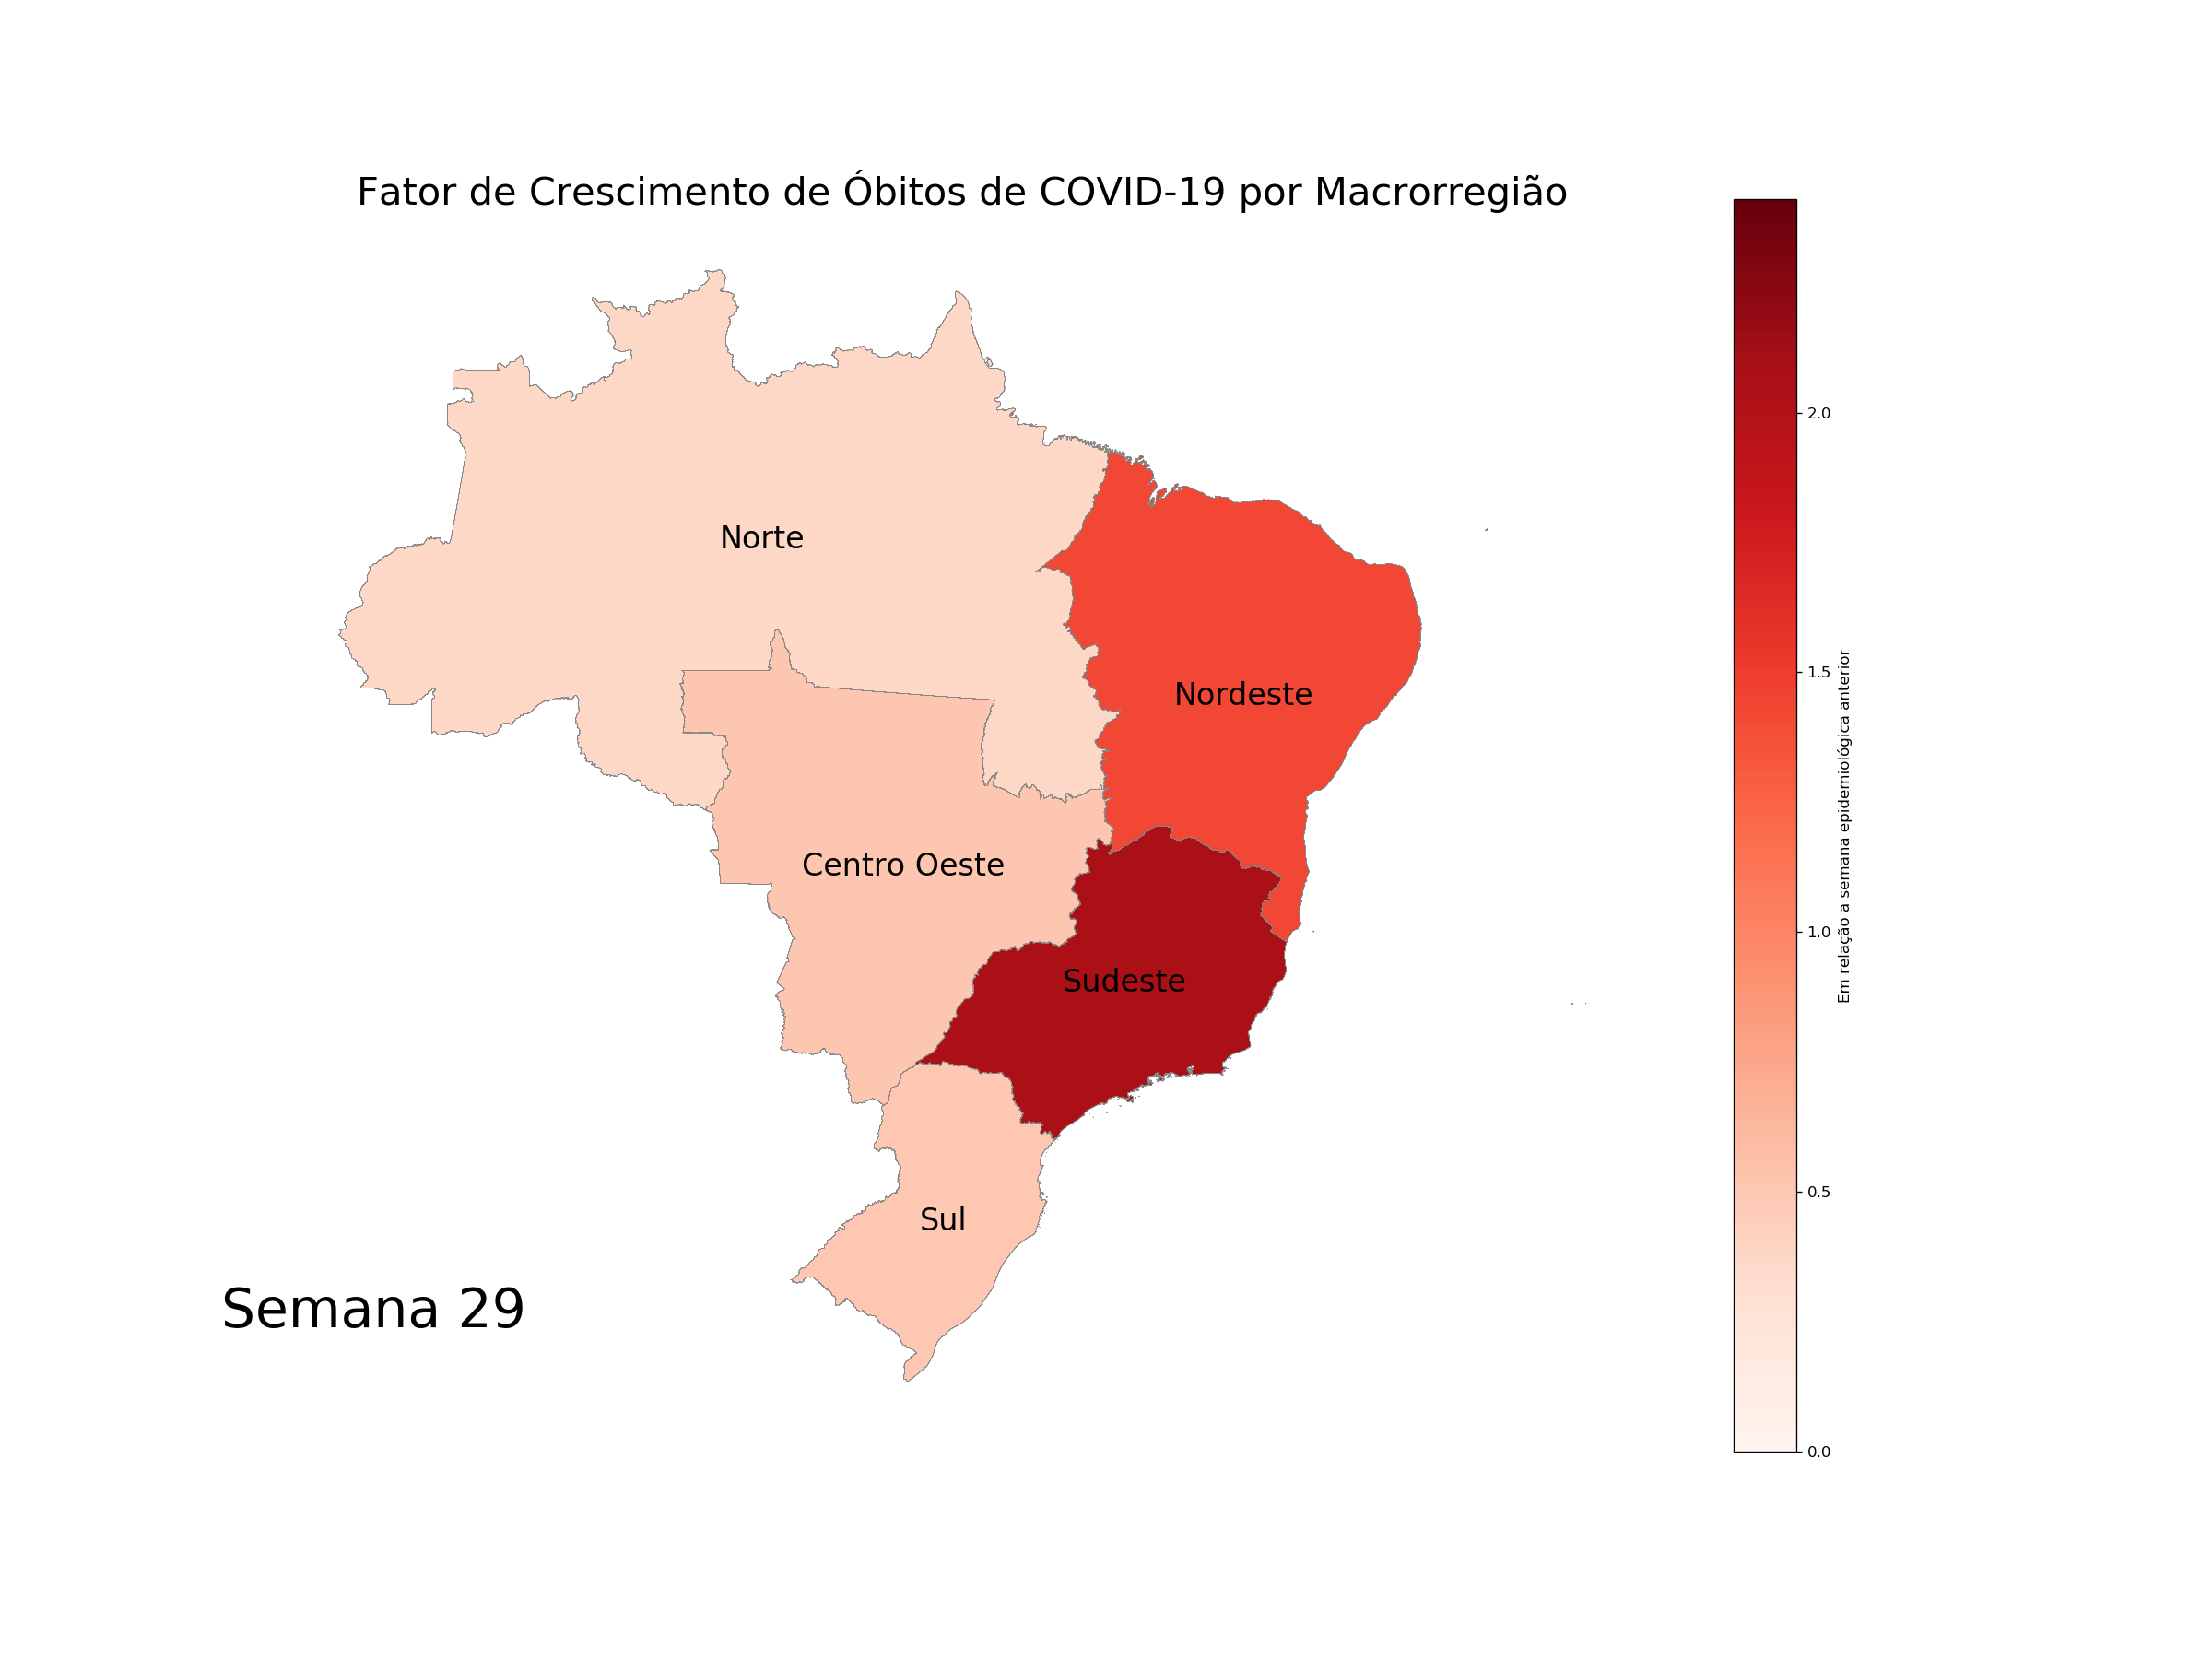 Fator de Crescimento de Óbitos de COVID-19 por Macrorregião
Norte
Nordeste
Centro Oeste
Sudeste
Sul
Semana 29
2.0
1.5
1.0
0.5
0.0
Em relação a semana epidemiológica anterior